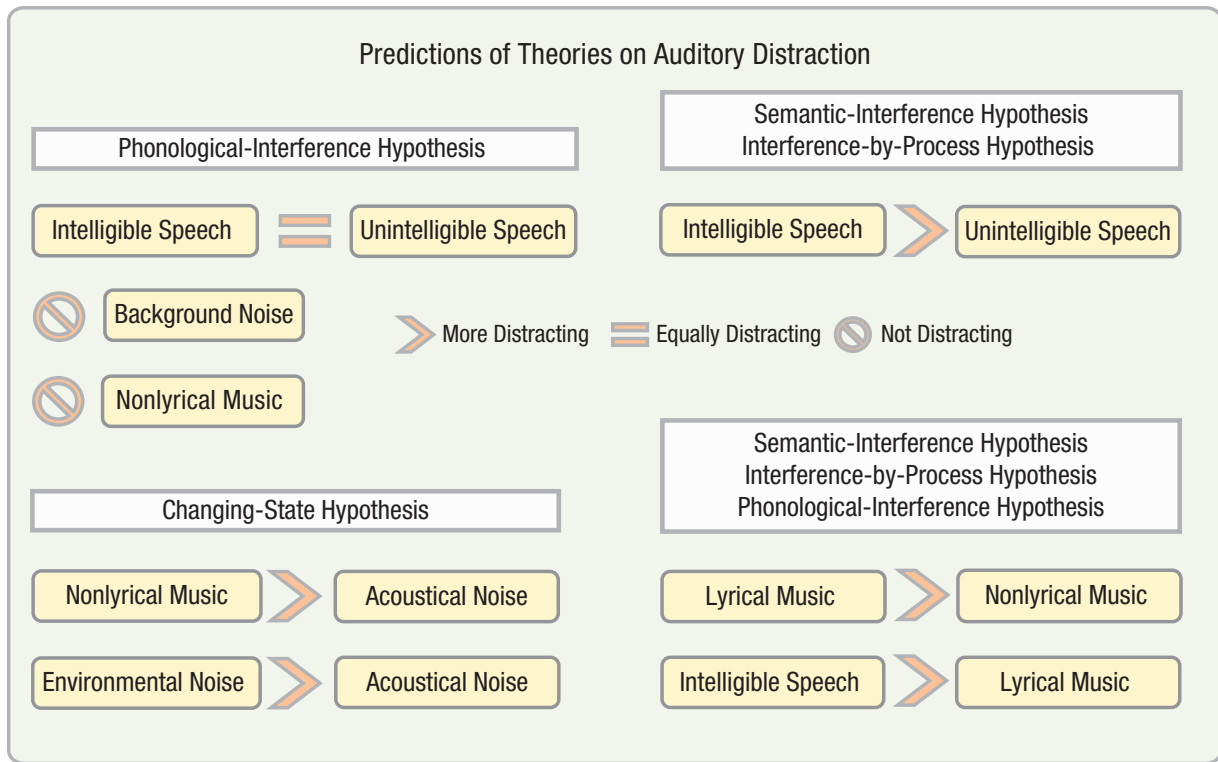 Predictions of Theories on Auditory Distraction
Phonological-Interference Hypothesis
Intelligible Speech
Unintelligible Speech
Background Noise
Nonlyrical Music
Semantic-Interference Hypothesis
Interference-by-Process Hypothesis
Intelligible Speech
Unintelligible Speech
More Distracting
Equally Distracting
Not Distracting
Changing-State Hypothesis
Nonlyrical Music
Acoustical Noise
Environmental Noise
Acoustical Noise
Semantic-Interference Hypothesis
Interference-by-Process Hypothesis
Phonological-Interference Hypothesis
Lyrical Music
Nonlyrical Music
Intelligible Speech
Lyrical Music